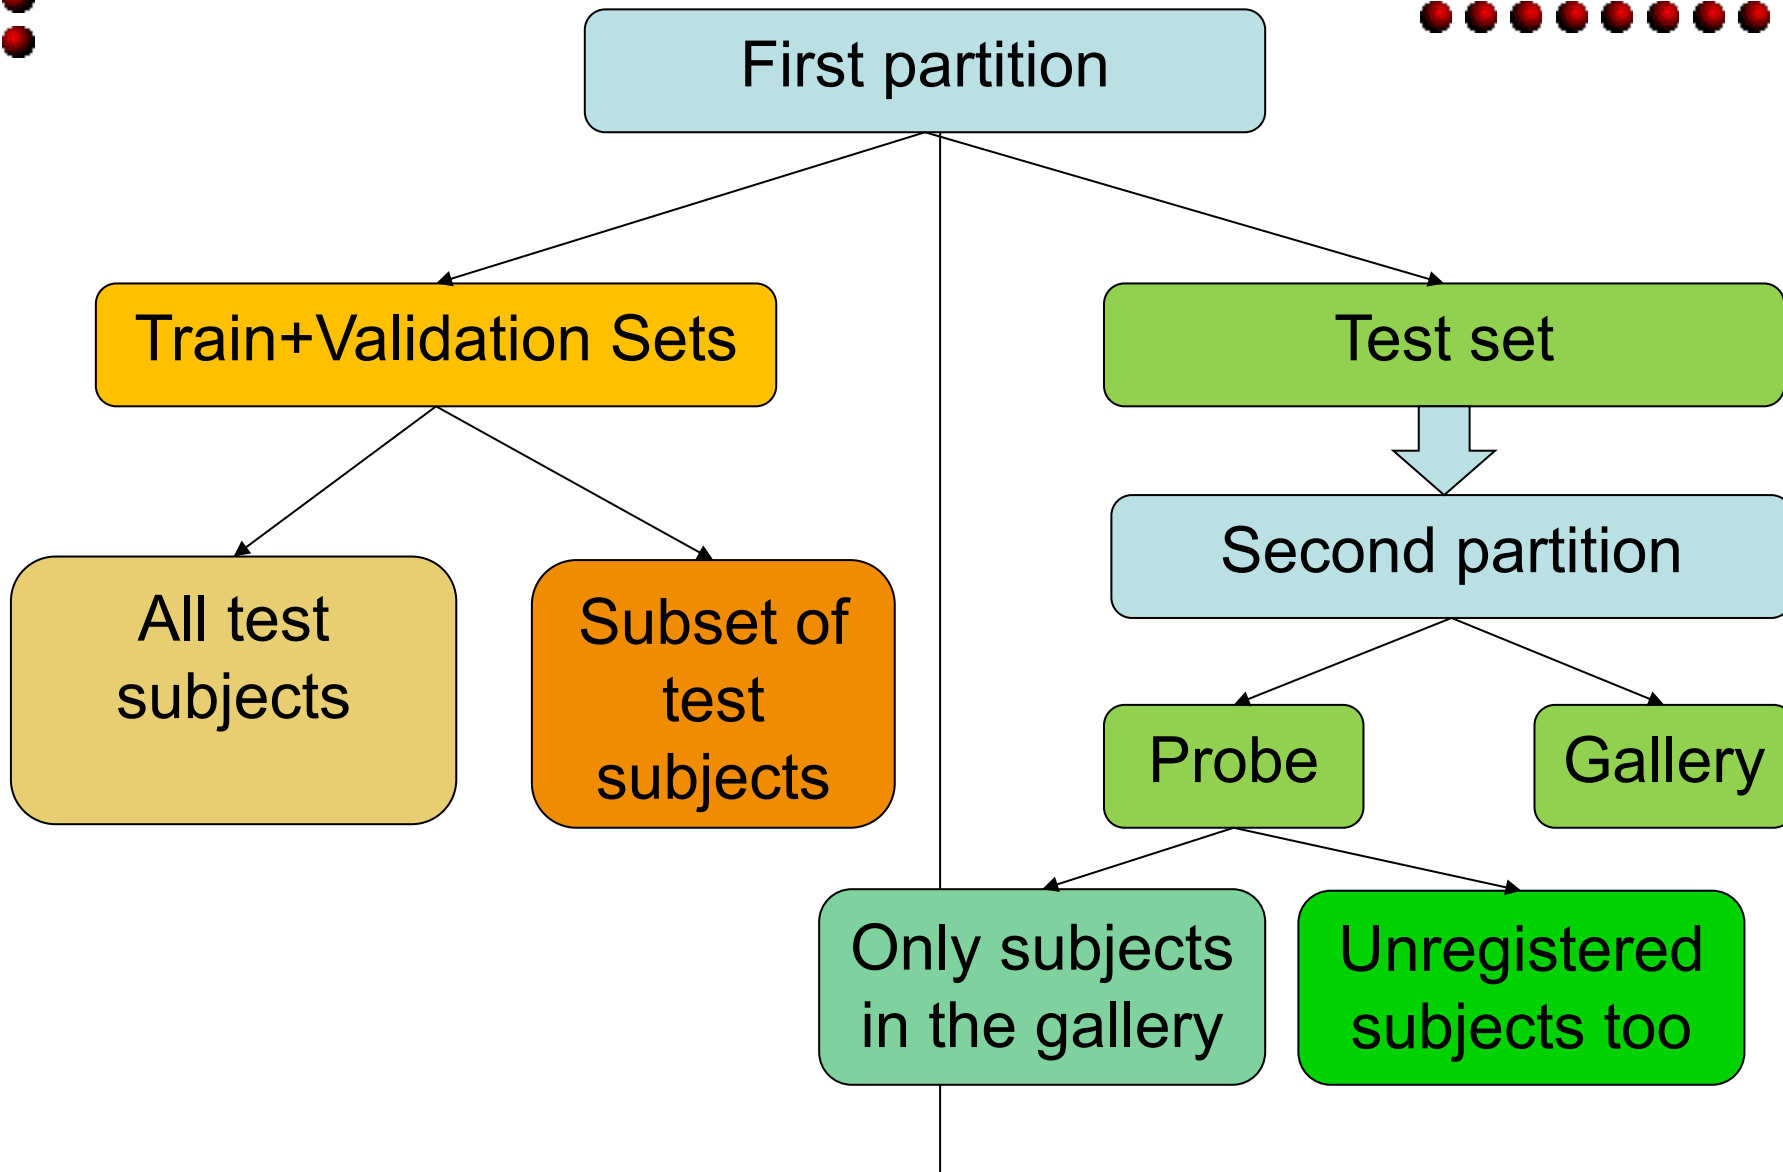 First partition
Train+Validation Sets
Test set
Second partition
All test
subjects
Subset of
test
subjects
Probe
Gallery
Only subjects
in the gallery
Unregistered
subjects too